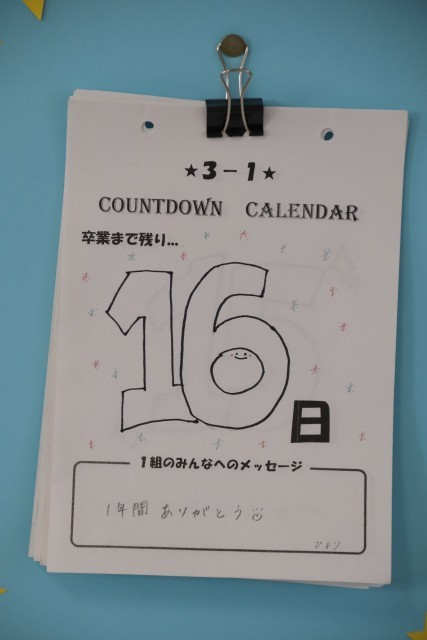 ★3-1★
COUNTDOWN CALENDAR
卒業まで残り...
16
日
1組のみんなへのメッセージ
1年間 ありがとう